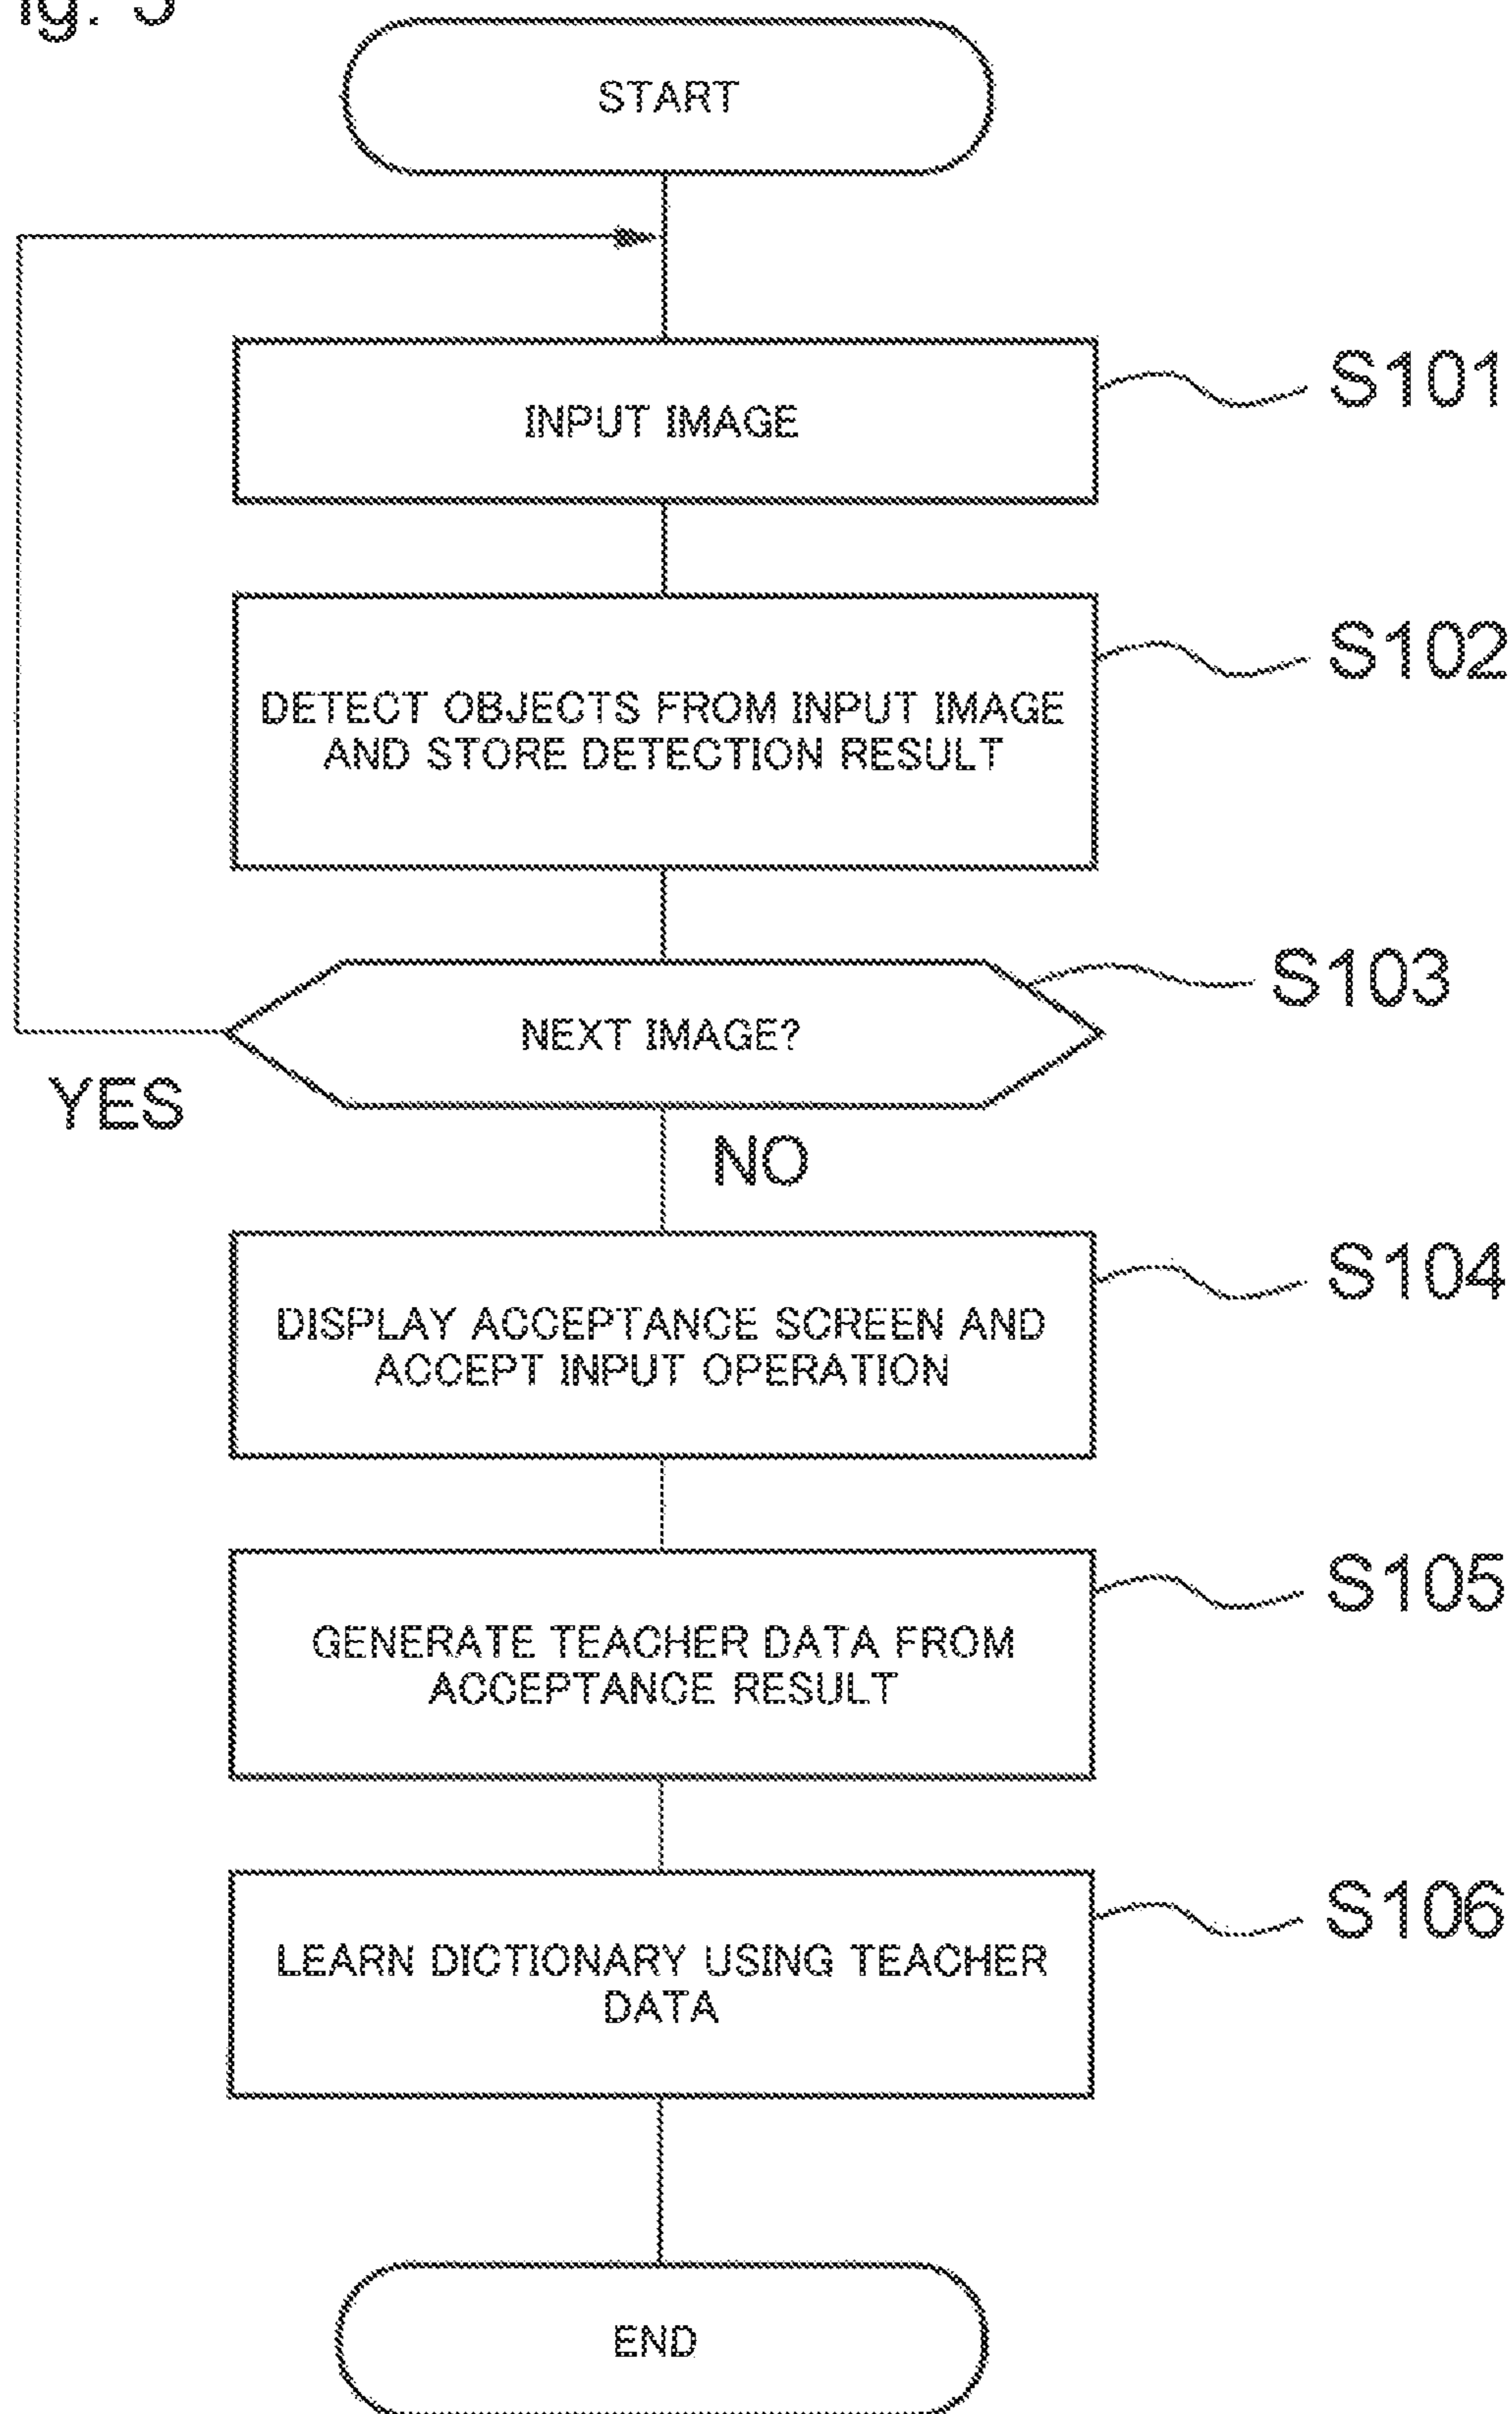 START
INPUT IMAGE
S101
DETECT OBJECTS FROM INPUT IMAGE
AND STORE DETECTION RESULT
S102
NEXT IMAGE?
S103
YES
NO
DISPLAY ACCEPTANCE SCREEN AND
ACCEPT INPUT OPERATION
S104
GENERATE TEACHER DATA FROM
ACCEPTANCE RESULT
S105
LEARN DICTIONARY USING TEACHER
DATA
S106
END